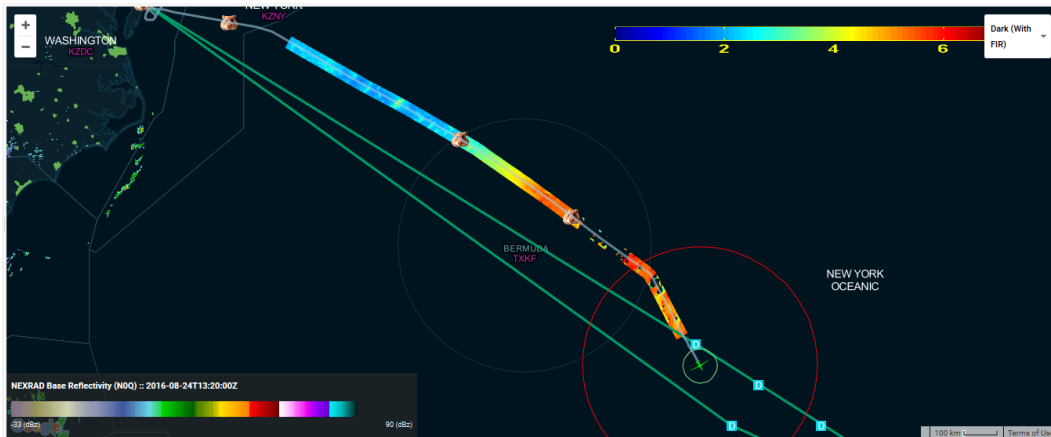 NEW YORK
KZNY
+
−
WASHINGTON
KZDC
0 2 4 6
Dark (With
FIR)
BERMUDA
TXKF
NEW YORK
OCEANIC
D
D
D
D
NEXRAD Base Reflectivity (N0Q) :: 2016-08-24T13:20:00Z
-33 (dBz) 90 (dBz)
100 km
Terms of Use